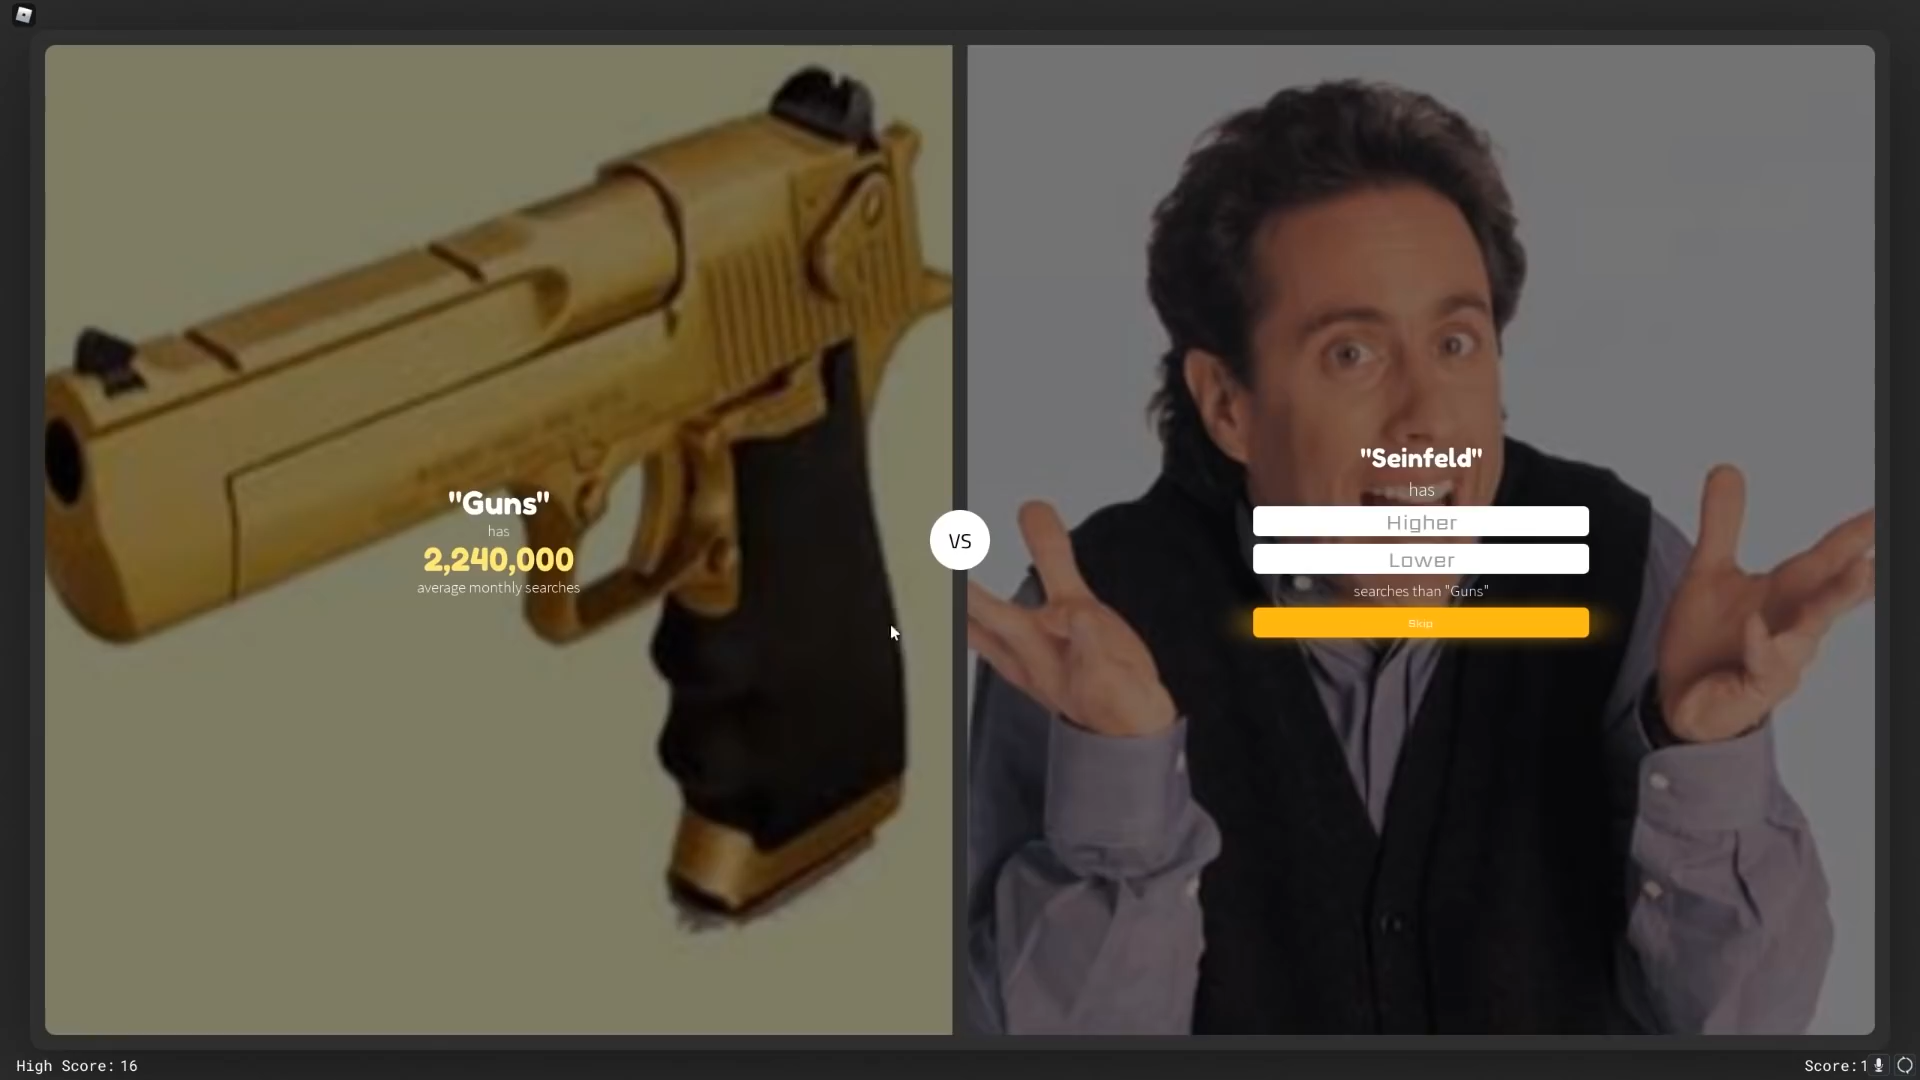 "Guns"
has
2,240,000
average monthly searches
VS
"Seinfeld"
has
Higher
Lower
searches than "Guns"
Skip
High Score: 16
Score:1